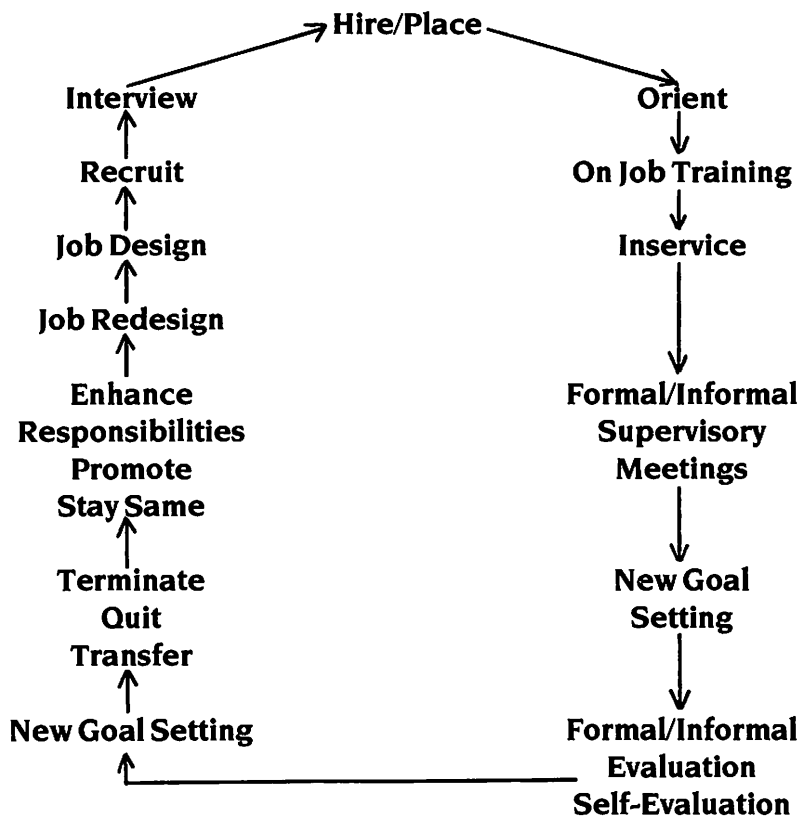 Hire/Place
Interview
Orient
Recruit
On Job Training
Job Design
Inservice
Job Redesign
Enhance
Responsibilities
Promote
Stay Same
Formal/Informal
Supervisory
Meetings
Terminate
Quit
Transfer
New Goal
Setting
New Goal Setting
Formal/Informal
Evaluation
Self-Evaluation